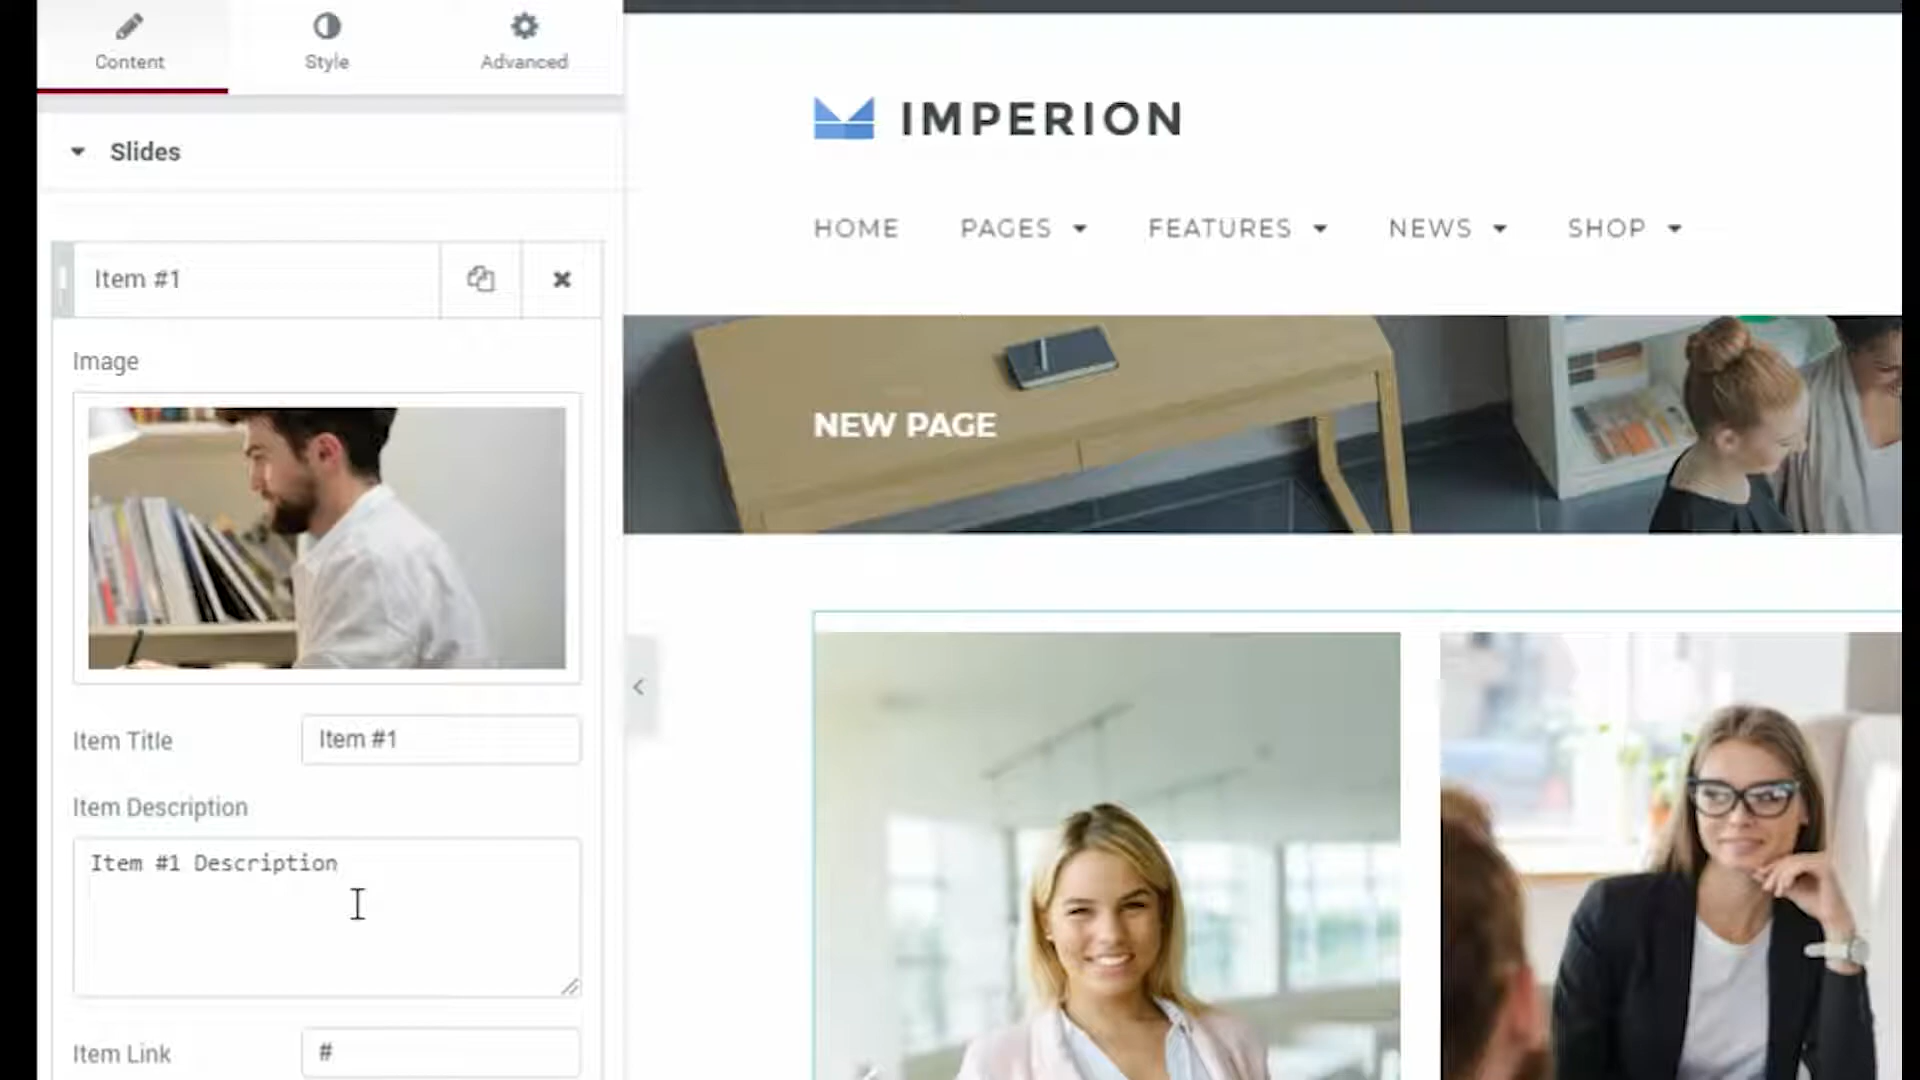 Content
Style
Advanced
Slides
Item #1
Image
Item Title
Item #1
Item Description
Item #1 Description
Item Link
#
IMPERION
HOME
PAGES
FEATURES
NEWS
SHOP
NEW PAGE